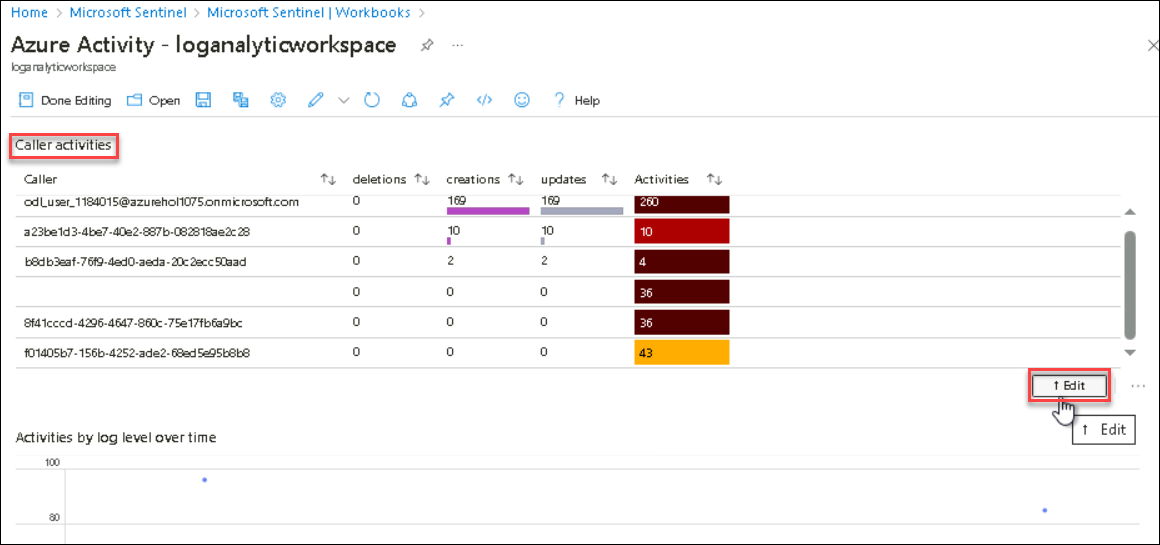 Home > Microsoft Sentinel > Microsoft Sentinel | Workbooks >
Azure Activity - loganalyticworkspace ...
loganalyticworkspace
Done Editing Open Help
Caller activities
Caller deletions creations updates Activities
odl_user_1184015@azurehol1075.onmicrosoft.com 0 169 169 260
a23be1d3-4be7-40e2-887b-082818ae2c28 0 10 10 10
b8db3eaf-76f9-4ed0-aeda-20c2ecc50aad 0 2 2 4
0 0 0 36
8f41cccd-4296-4647-860c-75e17fb6a9bc 0 0 0 36
f01405b7-156b-4252-ade2-68ed5e95b8b8 0 0 0 43
↑ Edit ...
↑ Edit
Activities by log level over time
100
80